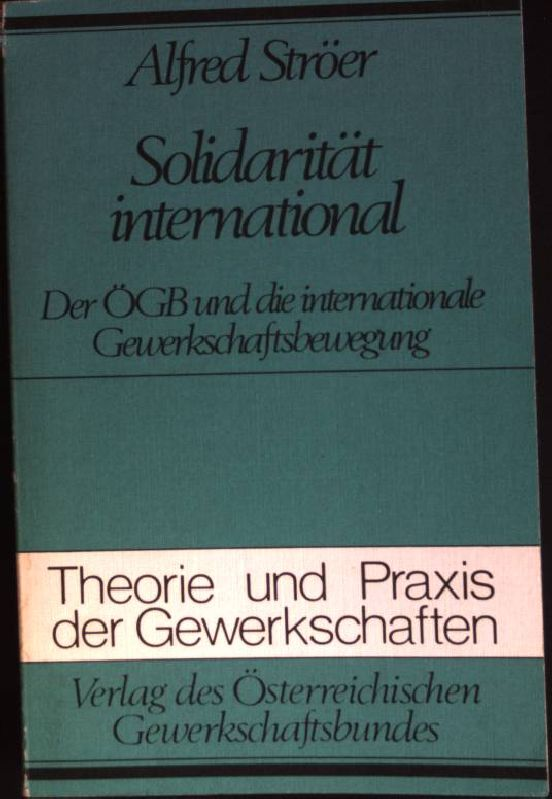 Alfred Ströer
Solidarität
international
Der ÖGB und die internationale
Gewerkschaftsbewegung
Theorie und Praxis
der Gewerkschaften
Verlag des Österreichischen
Gewerkschaftsbundes